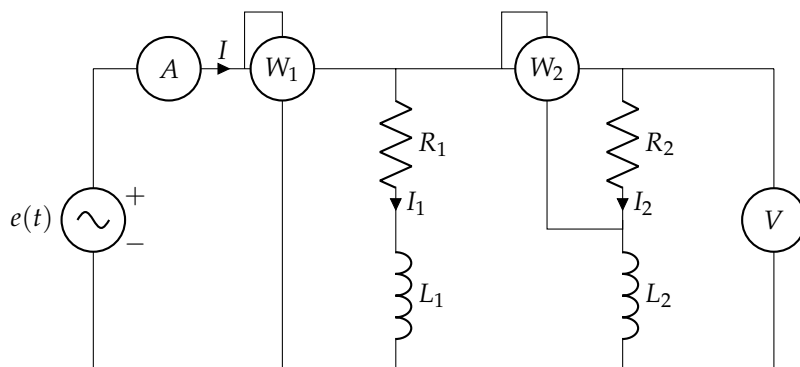 A
I
W₁
W₂
R₁
R₂
I₁
I₂
e(t)
+
−
V
L₁
L₂